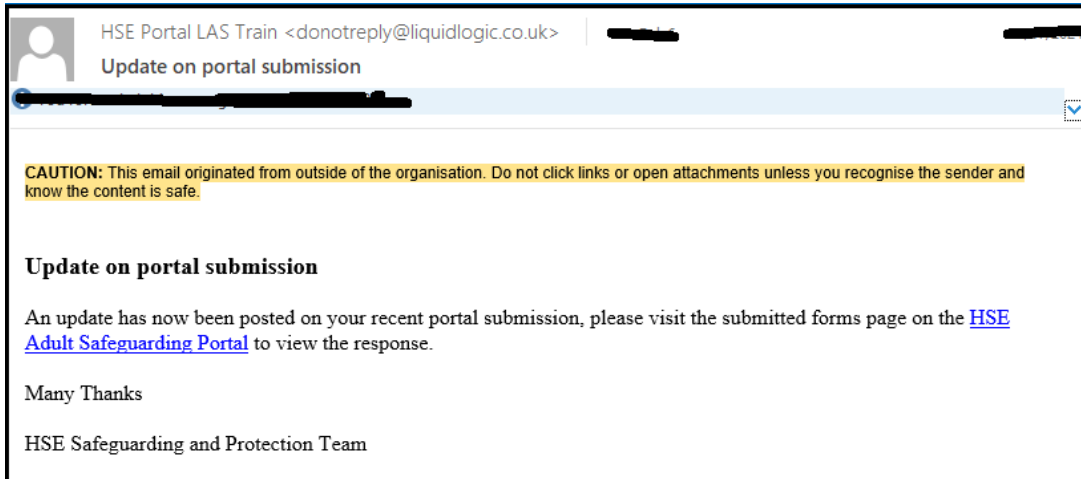 HSE Portal LAS Train <donotreply@liquidlogic.co.uk>
Update on portal submission
CAUTION: This email originated from outside of the organisation. Do not click links or open attachments unless you recognise the sender and
know the content is safe.
Update on portal submission
An update has now been posted on your recent portal submission, please visit the submitted forms page on the HSE
Adult Safeguarding Portal to view the response.
Many Thanks
HSE Safeguarding and Protection Team